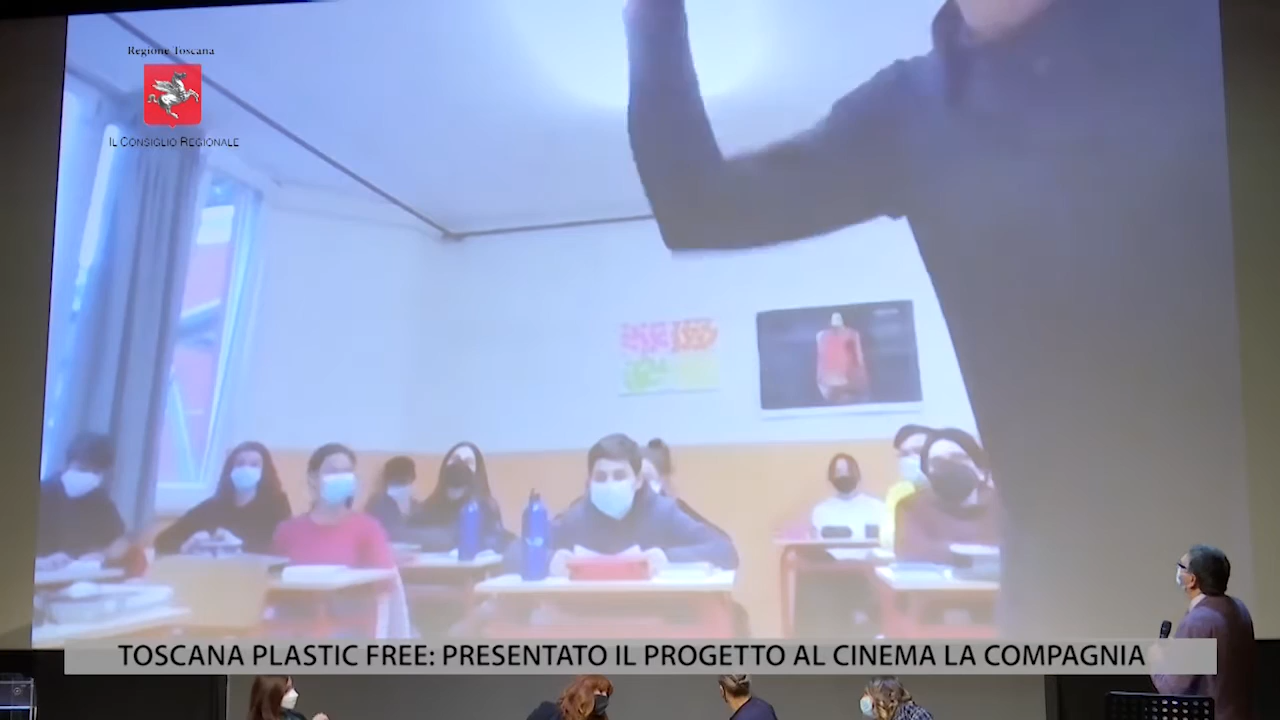 Regione Toscana
IL CONSIGLIO REGIONALE
TOSCANA PLASTIC FREE: PRESENTATO IL PROGETTO AL CINEMA LA COMPAGNIA